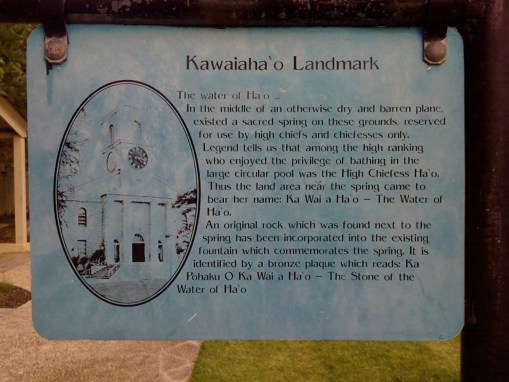 Kawaiaha`o Landmark
The water of Ha`o ...
In the middle of an otherwise dry and barren plane,
existed a sacred spring on these grounds, reserved
for use by high chiefs and chiefesses only.
Legend tells us that among the high ranking
who enjoyed the privilege of bathing in the
large circular pool was the High Chiefess Ha`o.
Thus the land area near the spring came to
bear her name: Ka Wai a Ha`o – The Water of
Ha`o.
An original rock which was found next to the
spring has been incorporated into the existing
fountain which commemorates the spring. It is
identified by a bronze plaque which reads: Ka
Pohaku O Ka Wai a Ha`o – The Stone of the
Water of Ha`o